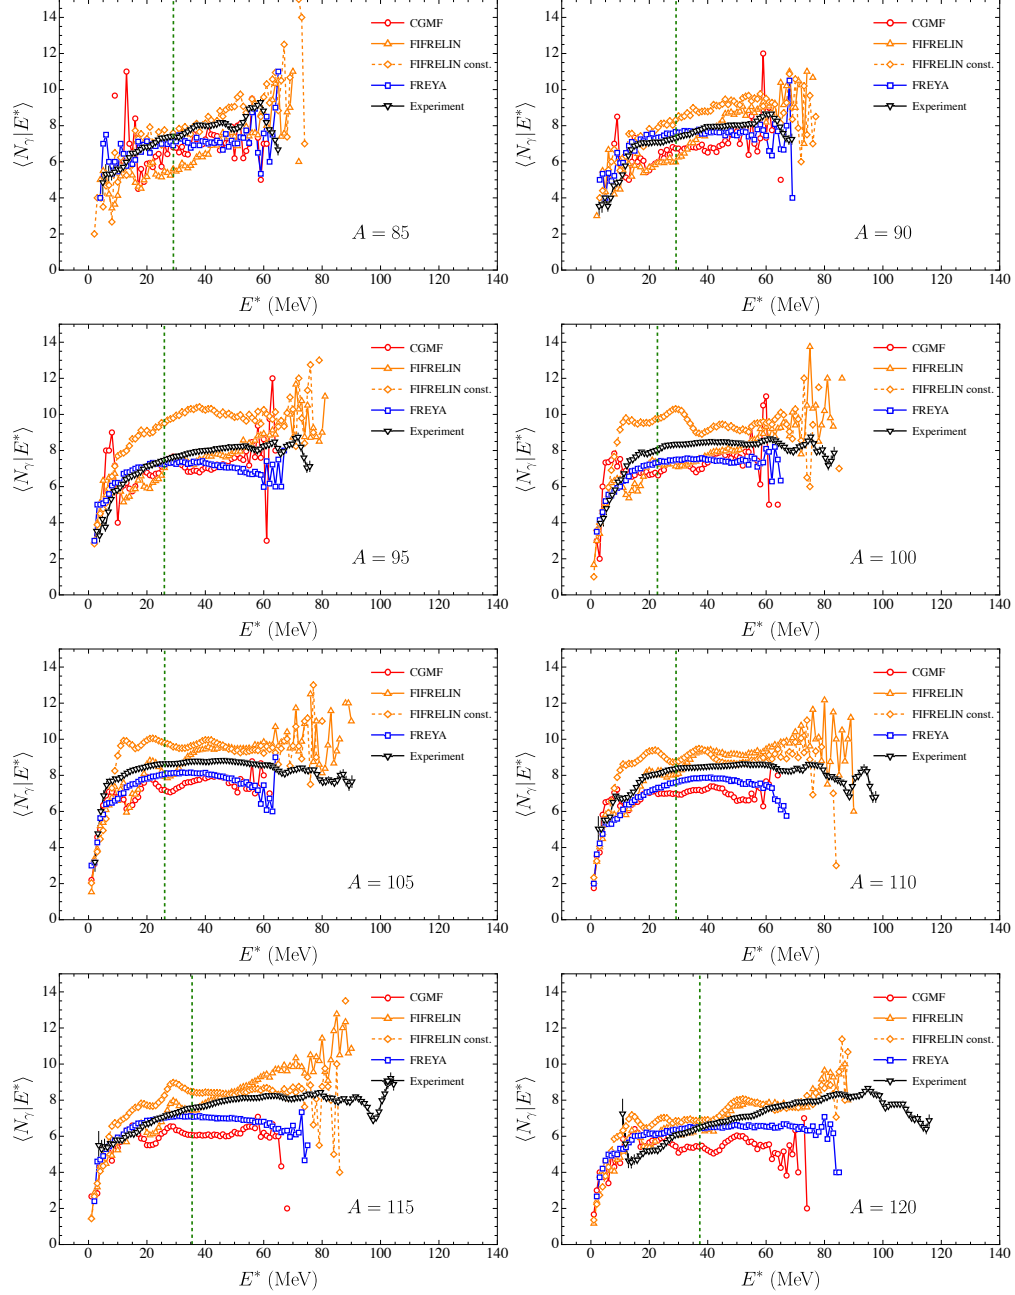 14
12
10
8
6
4
2
0
0 20 40 60 80 100 120 140
⟨N_γ|E*⟩
E* (MeV)
CGMF
FIFRELIN
FIFRELIN const.
FREYA
Experiment
A = 85
14
12
10
8
6
4
2
0
0 20 40 60 80 100 120 140
⟨N_γ|E*⟩
E* (MeV)
CGMF
FIFRELIN
FIFRELIN const.
FREYA
Experiment
A = 90
14
12
10
8
6
4
2
0
0 20 40 60 80 100 120 140
⟨N_γ|E*⟩
E* (MeV)
CGMF
FIFRELIN
FIFRELIN const.
FREYA
Experiment
A = 95
14
12
10
8
6
4
2
0
0 20 40 60 80 100 120 140
⟨N_γ|E*⟩
E* (MeV)
CGMF
FIFRELIN
FIFRELIN const.
FREYA
Experiment
A = 100
14
12
10
8
6
4
2
0
0 20 40 60 80 100 120 140
⟨N_γ|E*⟩
E* (MeV)
CGMF
FIFRELIN
FIFRELIN const.
FREYA
Experiment
A = 105
14
12
10
8
6
4
2
0
0 20 40 60 80 100 120 140
⟨N_γ|E*⟩
E* (MeV)
CGMF
FIFRELIN
FIFRELIN const.
FREYA
Experiment
A = 110
14
12
10
8
6
4
2
0
0 20 40 60 80 100 120 140
⟨N_γ|E*⟩
E* (MeV)
CGMF
FIFRELIN
FIFRELIN const.
FREYA
Experiment
A = 115
14
12
10
8
6
4
2
0
0 20 40 60 80 100 120 140
⟨N_γ|E*⟩
E* (MeV)
CGMF
FIFRELIN
FIFRELIN const.
FREYA
Experiment
A = 120